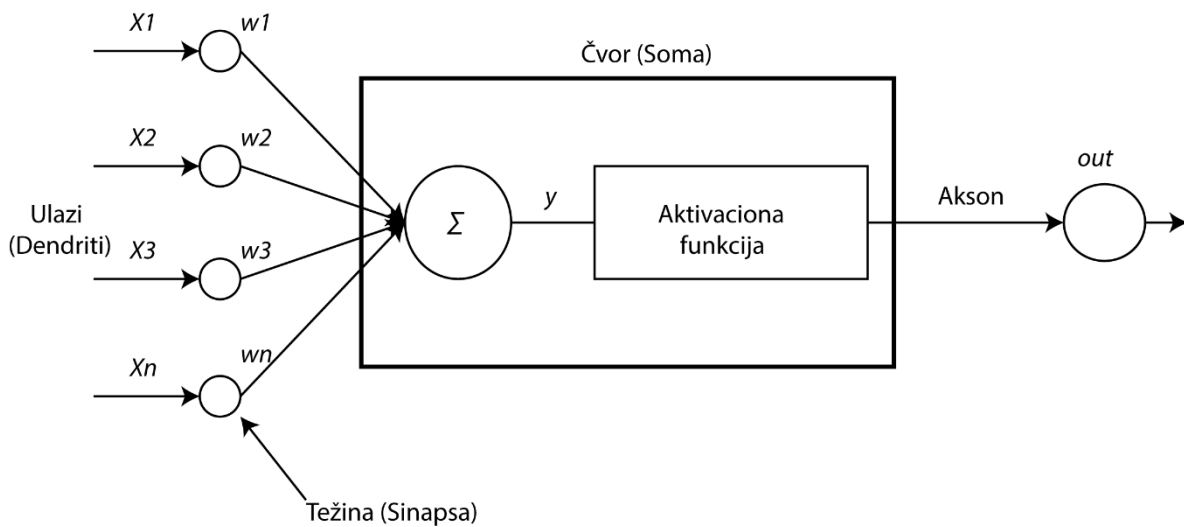 X1
w1
Čvor (Soma)
X2
w2
out
Ulazi
(Dendriti)
Σ
y
Aktivaciona
funkcija
Akson
X3
w3
Xn
wn
Težina (Sinapsa)